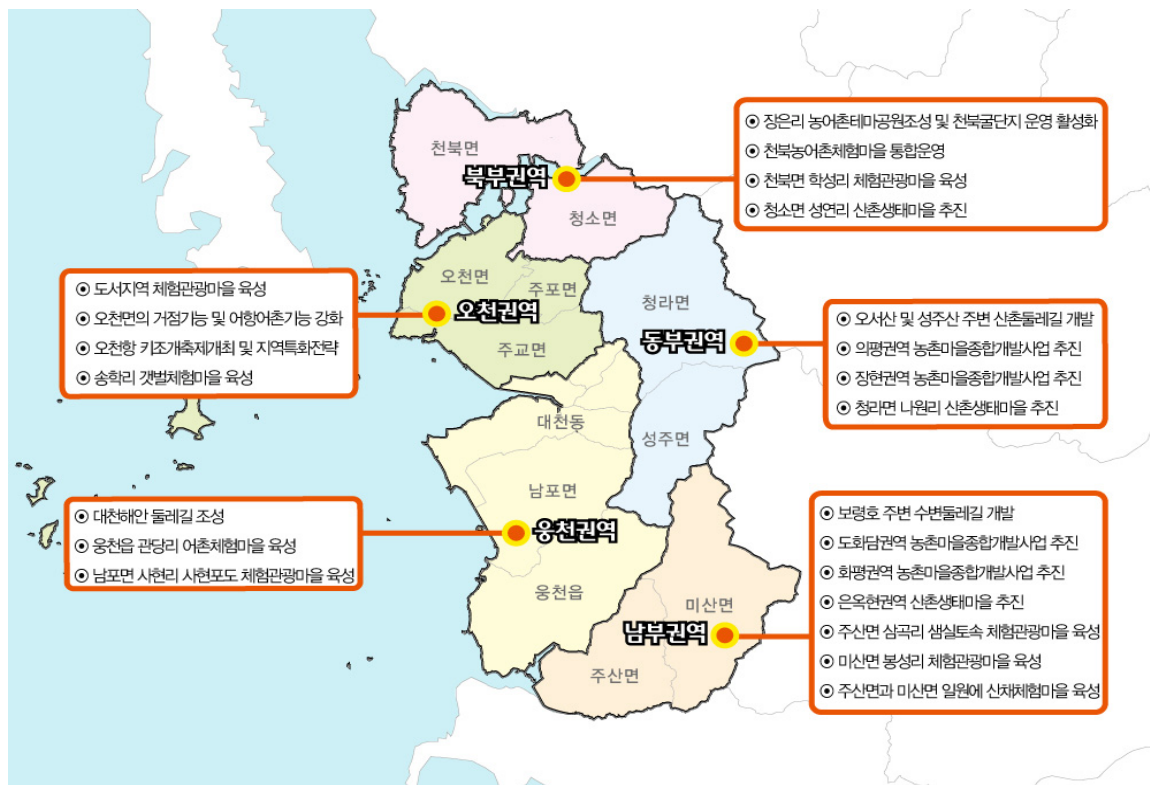 천북면
북부권역
청소면
⊙ 장은리 농어촌테마공원조성 및 천북굴단지 운영 활성화
⊙ 천북농어촌체험마을 통합운영
⊙ 천북면 학성리 체험관광마을 육성
⊙ 청소면 성연리 산촌생태마을 추진
오천면
주포면
오천권역
주교면
⊙ 도서지역 체험관광마을 육성
⊙ 오천면의 거점기능 및 어항어촌기능 강화
⊙ 오천항 키조개축제개최 및 지역특화전략
⊙ 송학리 갯벌체험마을 육성
청라면
동부권역
성주면
⊙ 오서산 및 성주산 주변 산촌둘레길 개발
⊙ 의평권역 농촌마을종합개발사업 추진
⊙ 장현권역 농촌마을종합개발사업 추진
⊙ 청라면 나원리 산촌생태마을 추진
대천동
남포면
웅천권역
웅천읍
⊙ 대천해안 둘레길 조성
⊙ 웅천읍 관당리 어촌체험마을 육성
⊙ 남포면 사현리 사현포도 체험관광마을 육성
미산면
남부권역
주산면
⊙ 보령호 주변 수변둘레길 개발
⊙ 도화담권역 농촌마을종합개발사업 추진
⊙ 화평권역 농촌마을종합개발사업 추진
⊙ 은옥현권역 산촌생태마을 추진
⊙ 주산면 삼곡리 샘실토속 체험관광마을 육성
⊙ 미산면 봉성리 체험관광마을 육성
⊙ 주산면과 미산면 일원에 산채체험마을 육성